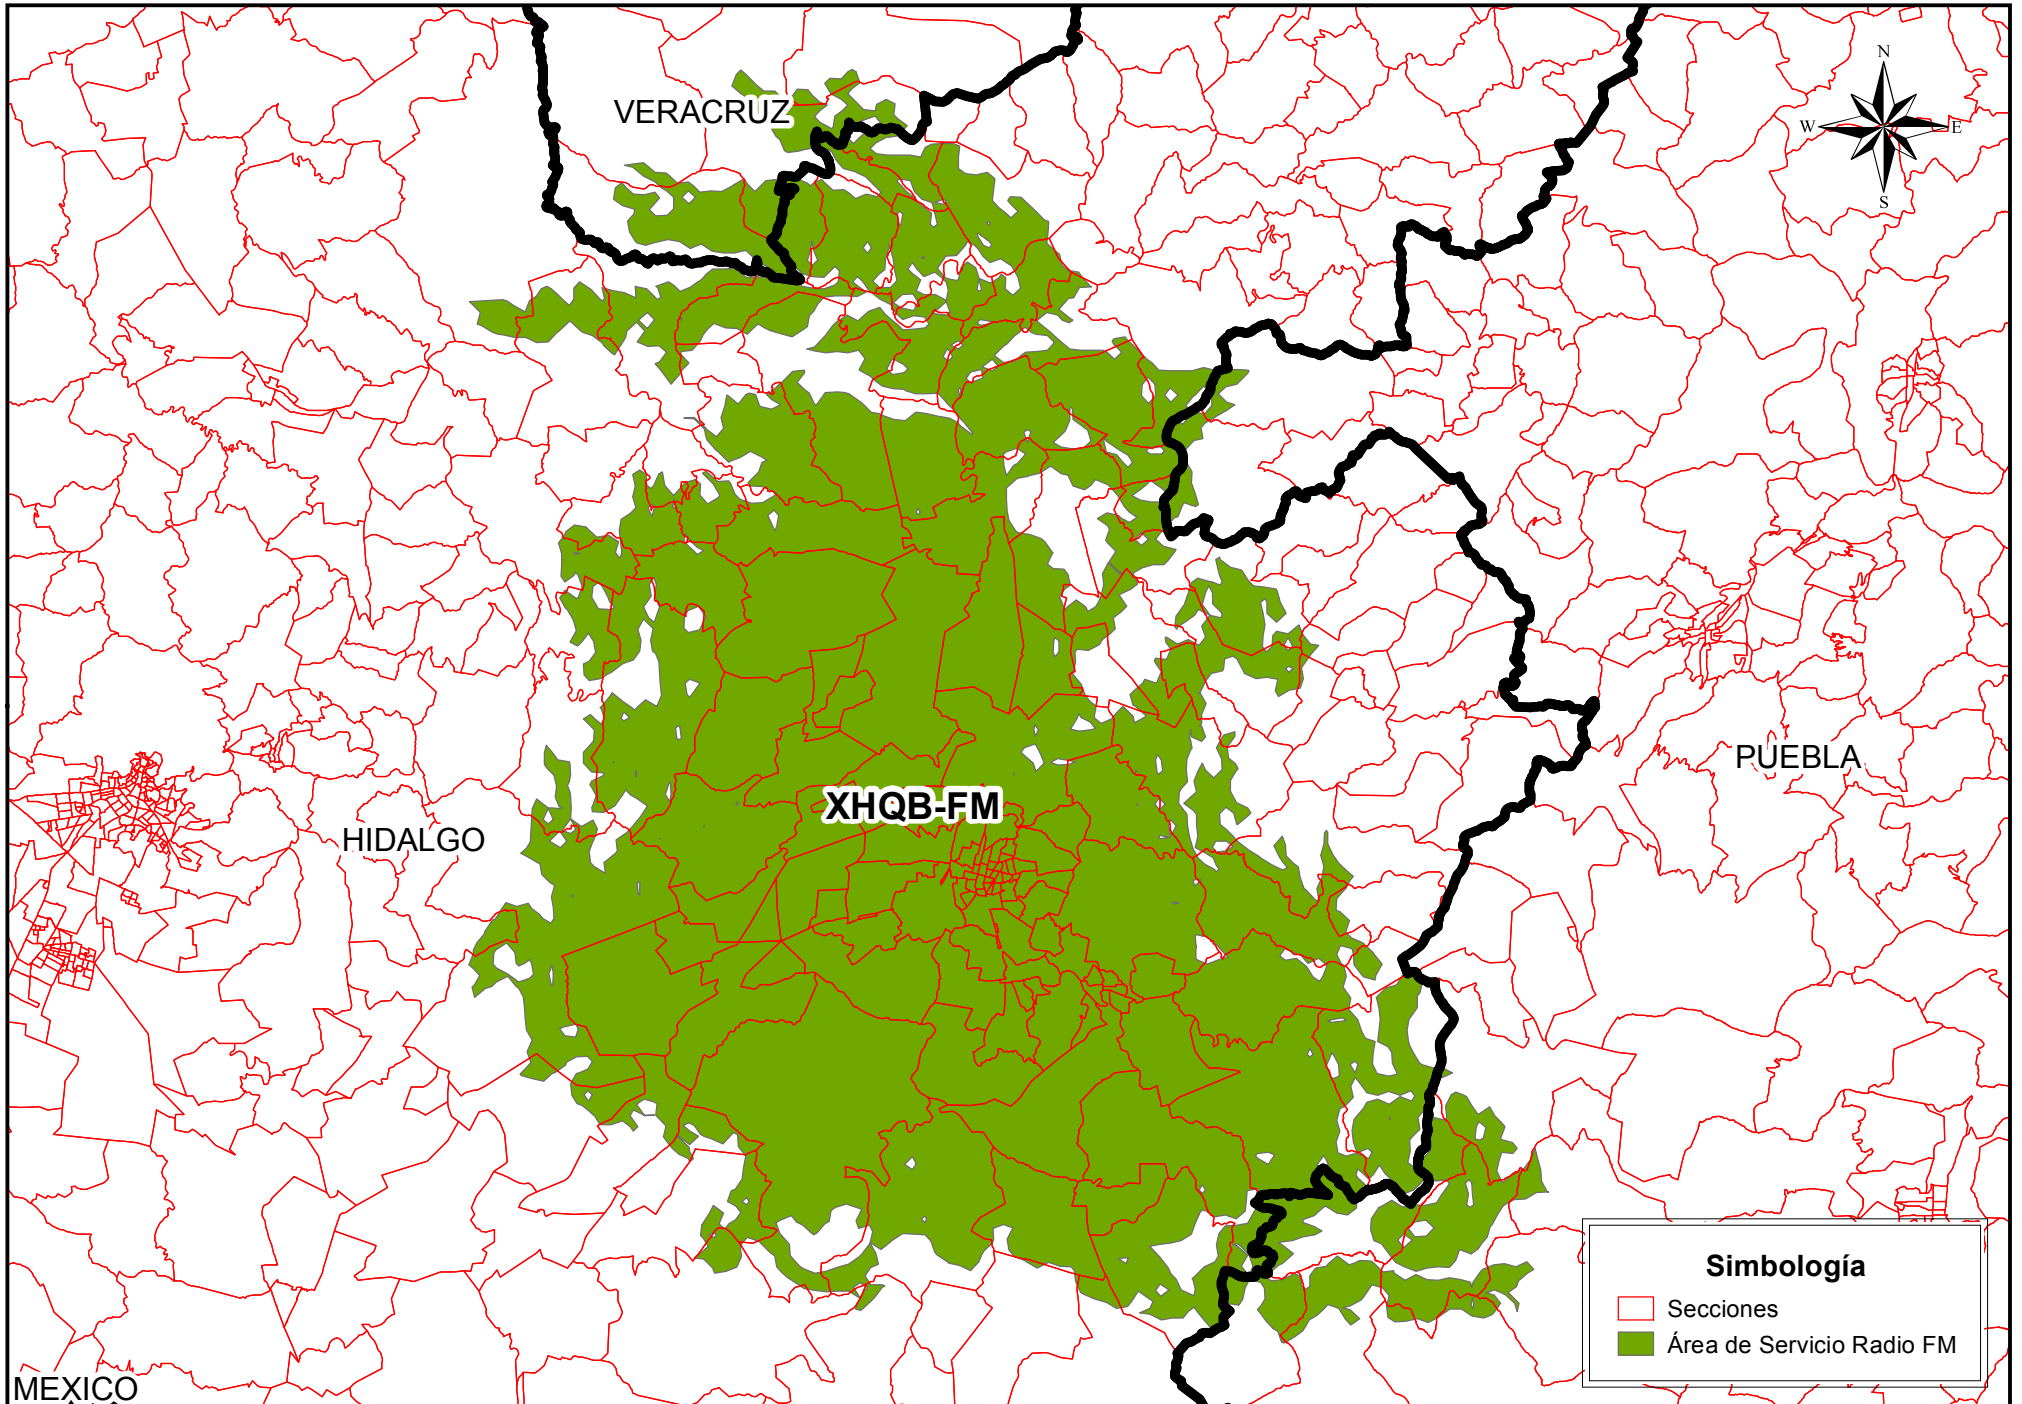 N
VERACRUZ
W
E
S
PUEBLA
XHQB-FM
HIDALGO
Simbología
Secciones
Área de Servicio Radio FM
MEXICO